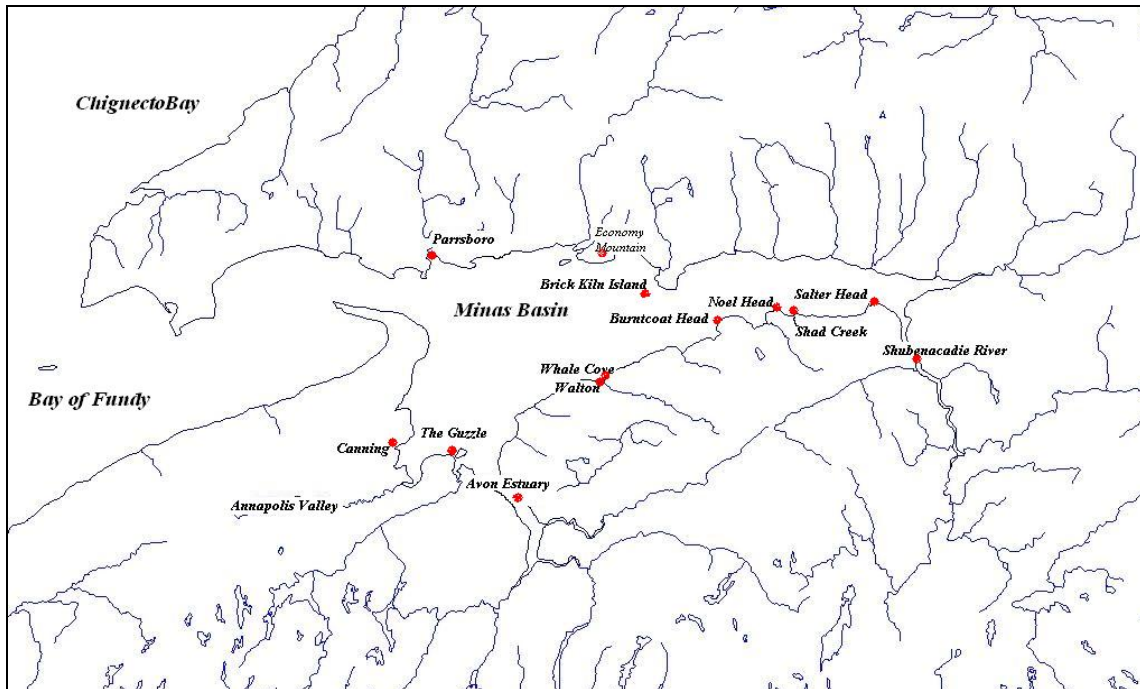 ChignectoBay
Parrsboro
Economy
Mountain
Brick Kiln Island
Minas Basin
Noel Head
Salter Head
Burntcoat Head
Shad Creek
Shubenacadie River
Whale Cove
Walton
Bay of Fundy
The Guzzle
Canning
Avon Estuary
Annapolis Valley
A